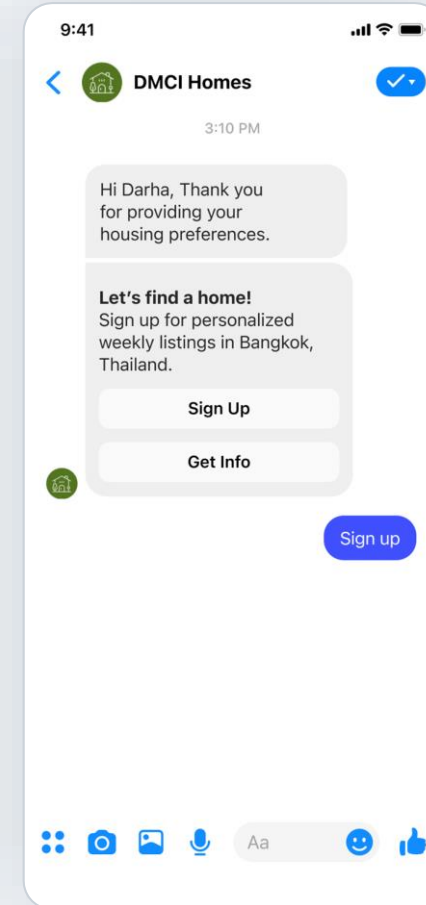 9:41
DMCI Homes
3:10 PM
Hi Darha, Thank you
for providing your
housing preferences.
Let's find a home!
Sign up for personalized
weekly listings in Bangkok,
Thailand.
Sign Up
Get Info
Sign up
Aa